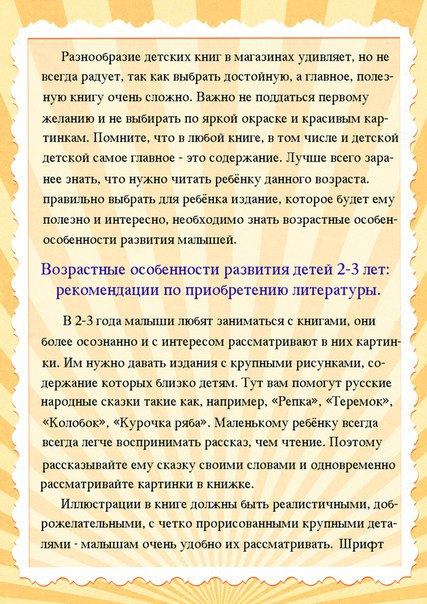 Разнообразие детских книг в магазинах удивляет, но не
всегда радует, так как выбрать достойную, а главное, полез-
ную книгу очень сложно. Важно не поддаться первому
желанию и не выбирать по яркой окраске и красивым кар-
тинкам. Помните, что в любой книге, в том числе и детской
детской самое главное - это содержание. Лучше всего зара-
нее знать, что нужно читать ребёнку данного возраста.
правильно выбрать для ребёнка издание, которое будет ему
полезно и интересно, необходимо знать возрастные особен-
особенности развития малышей.
Возрастные особенности развития детей 2-3 лет:
рекомендации по приобретению литературы.
В 2-3 года малыши любят заниматься с книгами, они
более осознанно и с интересом рассматривают в них картин-
ки. Им нужно давать издания с крупными рисунками, со-
держание которых близко детям. Тут вам помогут русские
народные сказки такие как, например, «Репка», «Теремок»,
«Колобок», «Курочка ряба». Маленькому ребёнку всегда
всегда легче воспринимать рассказ, чем чтение. Поэтому
рассказывайте ему сказку своими словами и одновременно
рассматривайте картинки в книжке.
Иллюстрации в книге должны быть реалистичными, доб-
рожелательными, с четко прорисованными крупными дета-
лями - малышам очень удобно их рассматривать. Шрифт